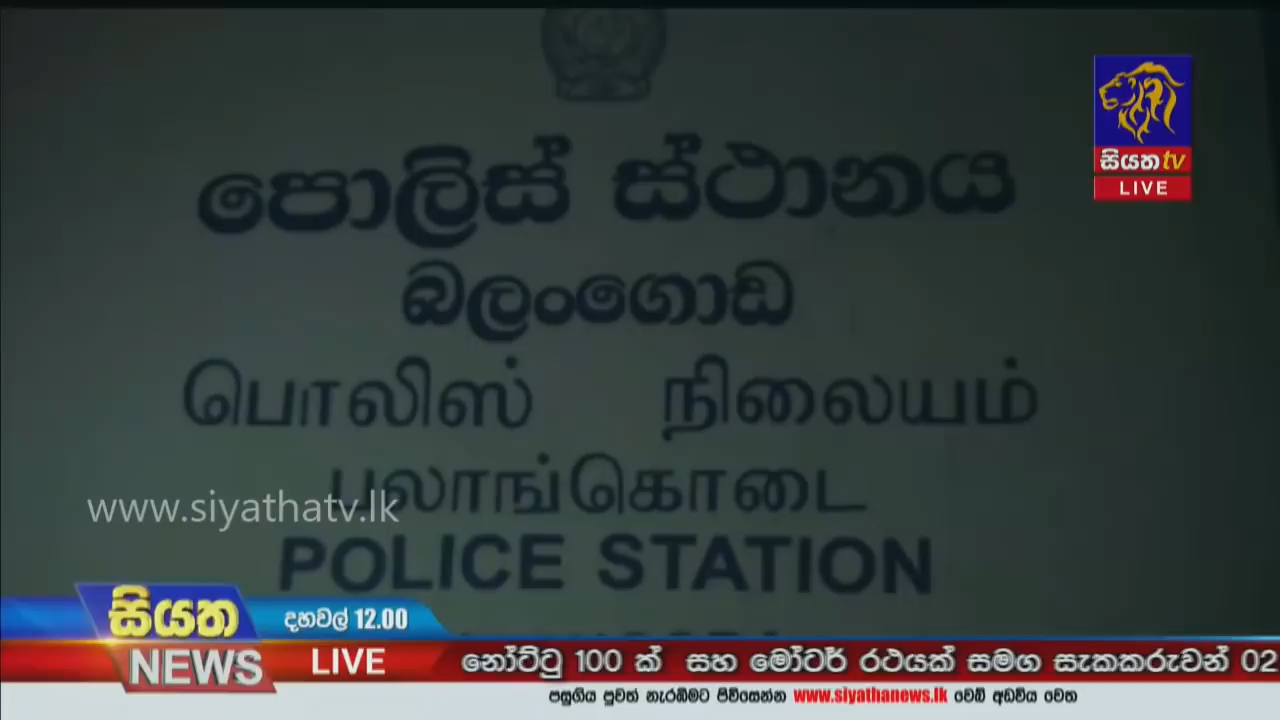 සියත tv
LIVE
පොලිස් ස්ථානය
බලංගොඩ
பொலிஸ் நிலையம்
பலாங்கொடை
www.siyathatv.lk
POLICE STATION
සියත
දහවල් 12.00
NEWS
LIVE
නෝට්ටු 100 ක් සහ මෝටර් රථයක් සමග සැකකරුවන් 02
පසුගිය පුවත් නැරඹීමට පිවිසෙන්න www.siyathanews.lk වෙබ් අඩවිය වෙත